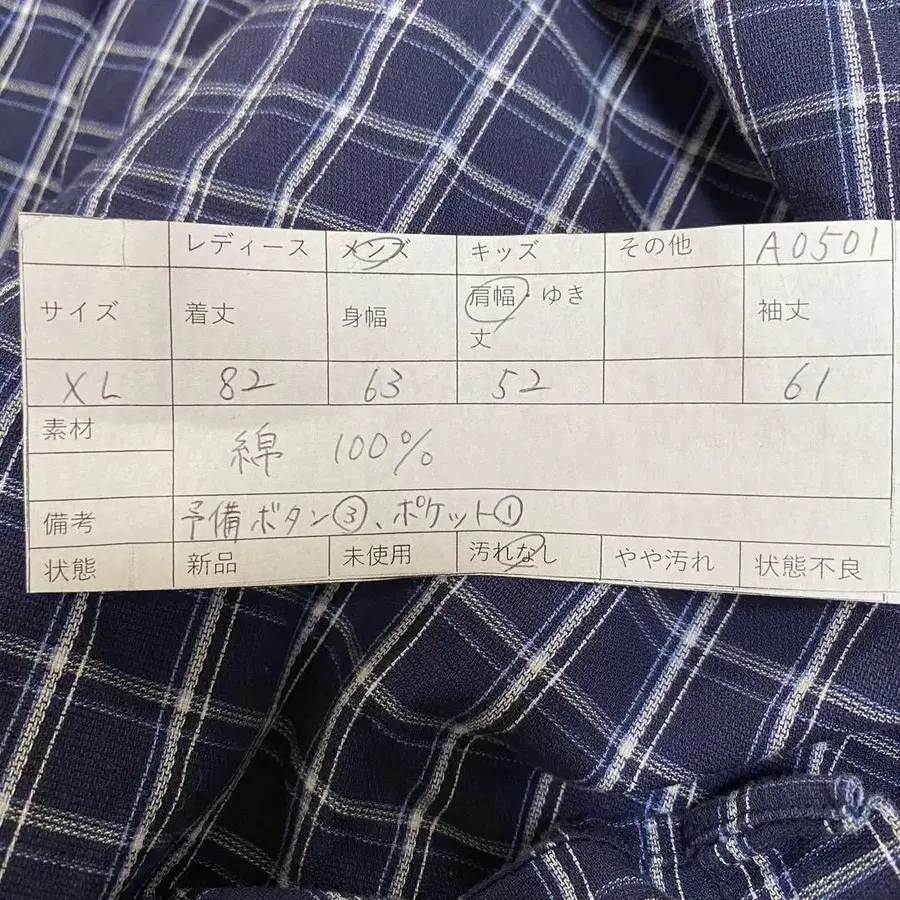 レディース メンズ キッズ その他 A0501
サイズ 着丈 身幅 肩幅・ゆき丈 袖丈
XL 82 63 52 61
素材 綿 100%
備考 予備ボタン③、ポケット①
状態 新品 未使用 汚れなし やや汚れ 状態不良